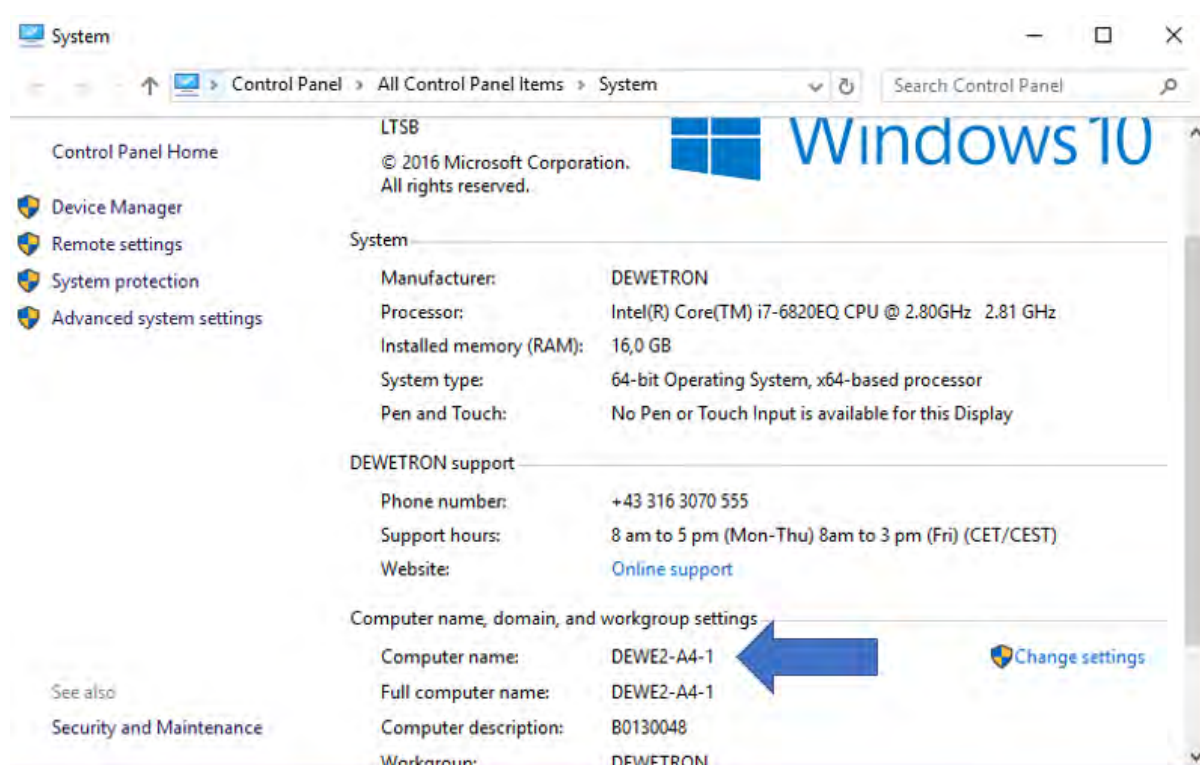 System
Control Panel > All Control Panel Items > System
Search Control Panel
Control Panel Home
Device Manager
Remote settings
System protection
Advanced system settings
See also
Security and Maintenance
LTSB
© 2016 Microsoft Corporation.
All rights reserved.
Windows 10
System
Manufacturer: DEWETRON
Processor: Intel(R) Core(TM) i7-6820EQ CPU @ 2.80GHz 2.81 GHz
Installed memory (RAM): 16,0 GB
System type: 64-bit Operating System, x64-based processor
Pen and Touch: No Pen or Touch Input is available for this Display
DEWETRON support
Phone number: +43 316 3070 555
Support hours: 8 am to 5 pm (Mon-Thu) 8am to 3 pm (Fri) (CET/CEST)
Website: Online support
Computer name, domain, and workgroup settings
Computer name: DEWE2-A4-1
Change settings
Full computer name: DEWE2-A4-1
Computer description: B0130048
Workgroup: DEWETRON